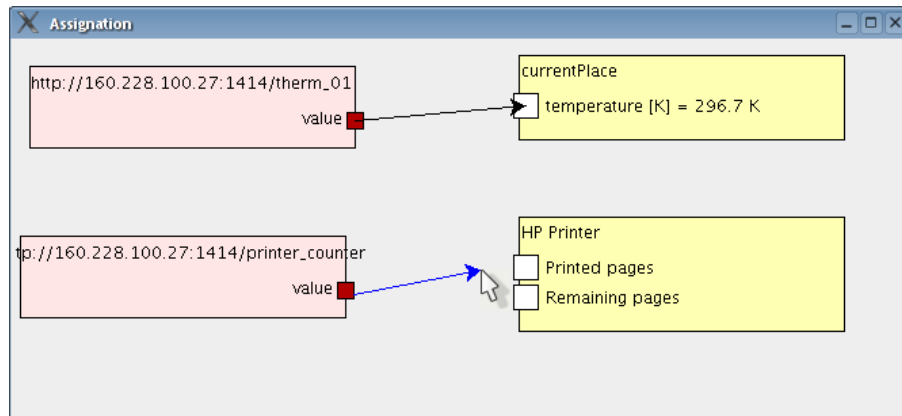 Assignation
http://160.228.100.27:1414/therm_01
value
currentPlace
temperature [K] = 296.7 K
tp://160.228.100.27:1414/printer_counter
value
HP Printer
Printed pages
Remaining pages